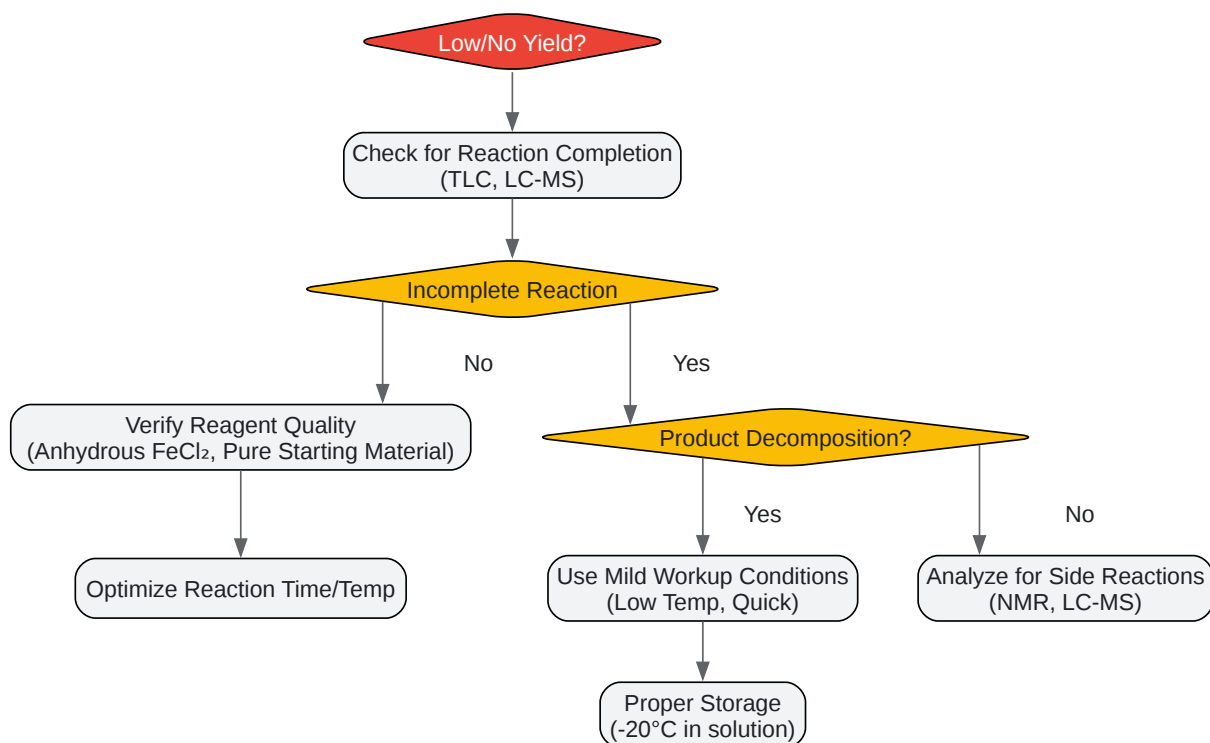 Low/No Yield?
Check for Reaction Completion
(TLC, LC-MS)
Incomplete Reaction
No
Yes
Verify Reagent Quality
(Anhydrous FeCl₂, Pure Starting Material)
Product Decomposition?
Yes
No
Optimize Reaction Time/Temp
Use Mild Workup Conditions
(Low Temp, Quick)
Analyze for Side Reactions
(NMR, LC-MS)
Proper Storage
(-20°C in solution)